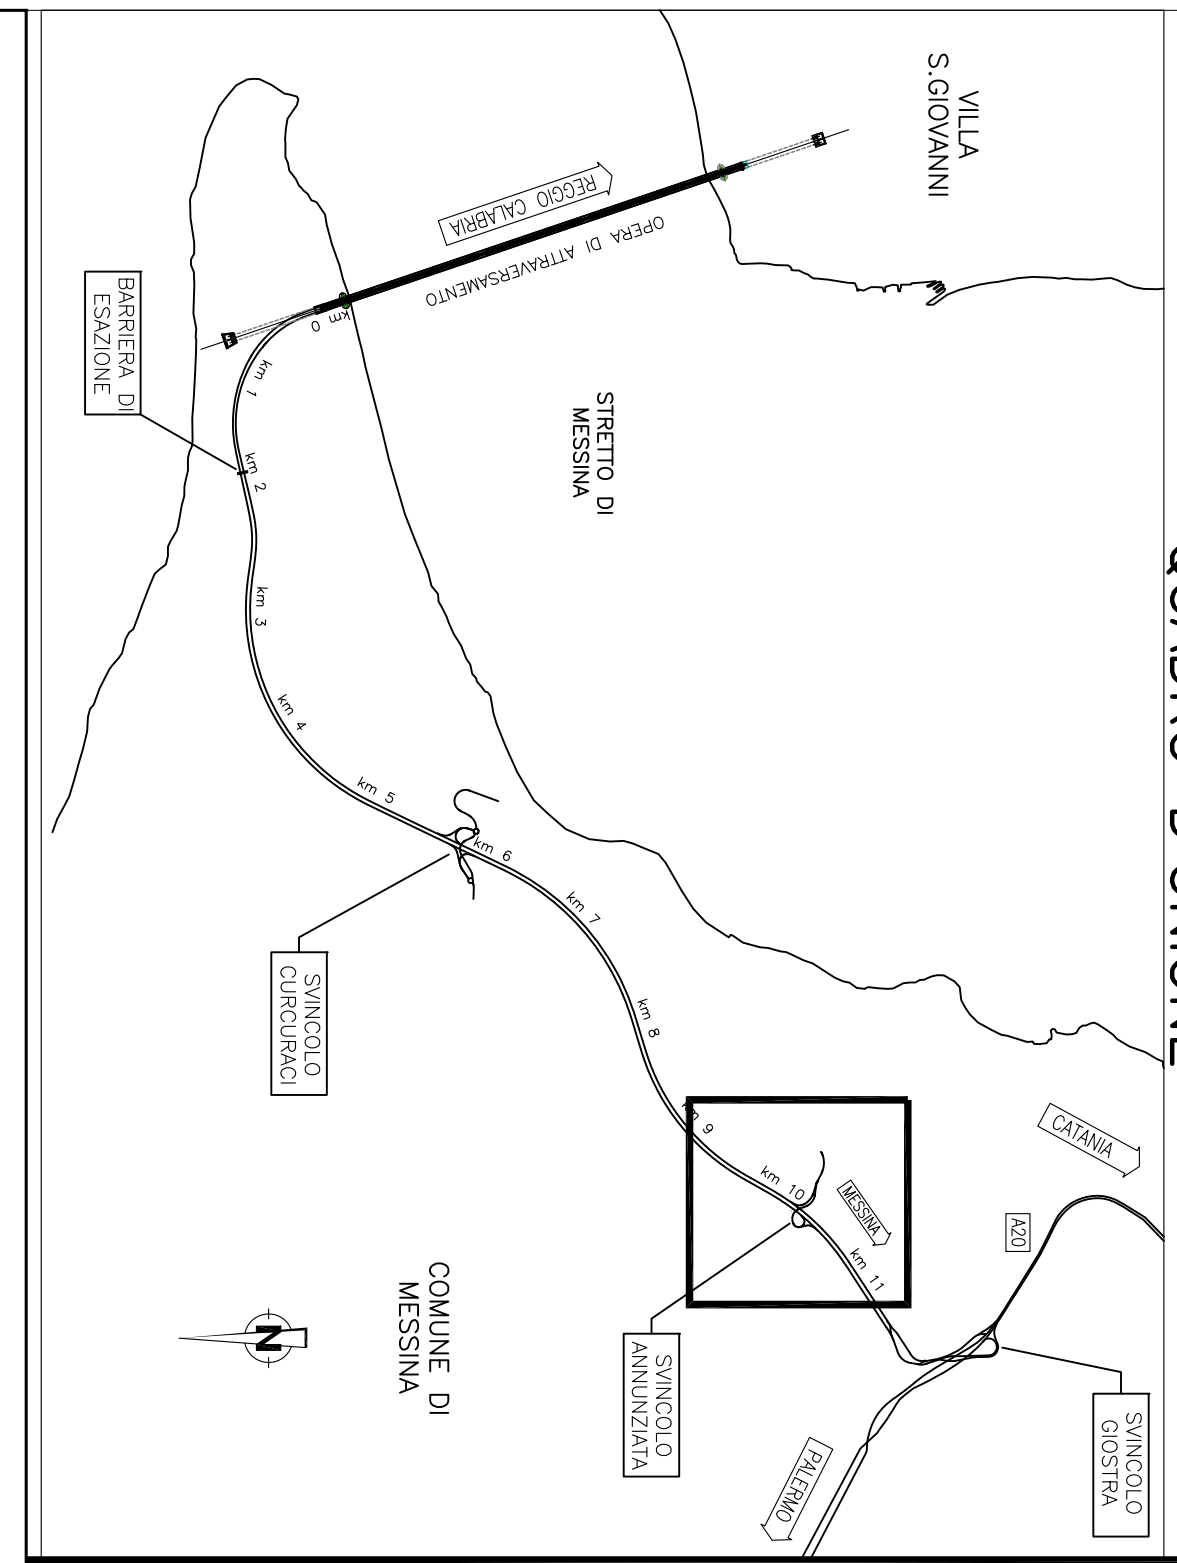 VILLA
S.GIOVANNI
REGGIO CALABRIA
OPERA DI ATTRAVERSAMENTO
STRETTO DI
MESSINA
BARRIERA DI
ESAZIONE
km 0
km 1
km 2
km 3
km 4
km 5
km 6
km 7
km 8
km 9
km 10
km 11
SVINCOLO
CURCURACI
CATANIA
A20
MESSINA
SVINCOLO
ANNUNZIATA
SVINCOLO
GIOSTRA
PALERMO
COMUNE DI
MESSINA
N